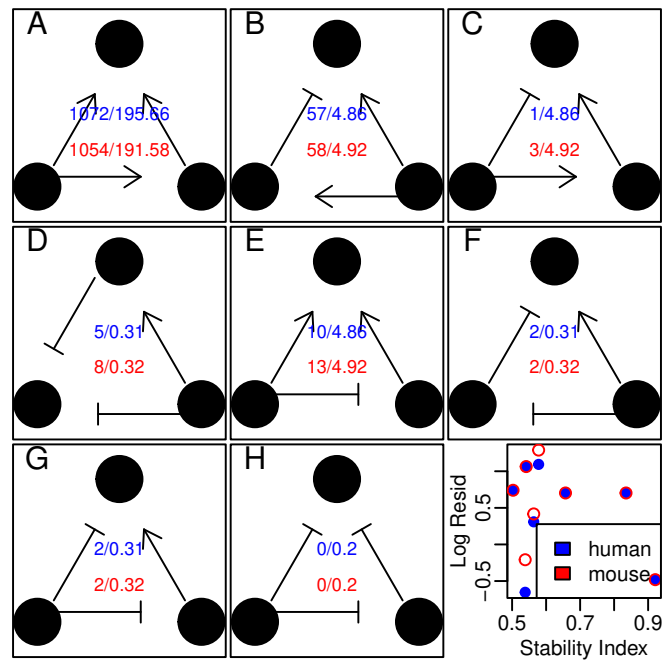 A
1072/195.66
1054/191.58
B
57/4.86
58/4.92
C
1/4.86
3/4.92
D
5/0.31
8/0.32
E
10/4.86
13/4.92
F
2/0.31
2/0.32
G
2/0.31
2/0.32
H
0/0.2
0/0.2
Log Resid
0.5
−0.5
human
mouse
0.5 0.7 0.9
Stability Index